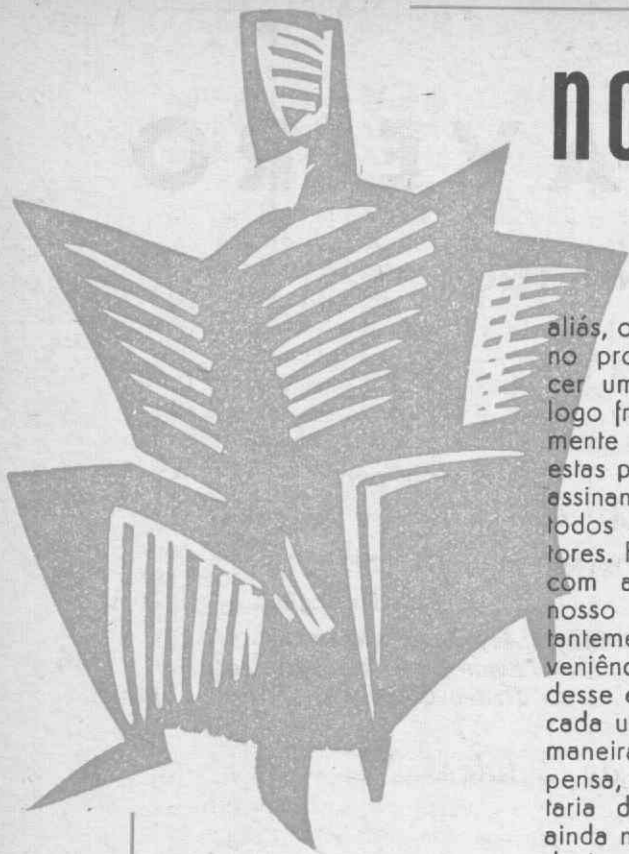 no
aliás, o
no pro
cer um
logo fr
mente
estas p
assinan
todos
tores.
com a
nosso
tanteme
veniênc
desse e
cada u
maneira
pensa,
taria d
ainda n